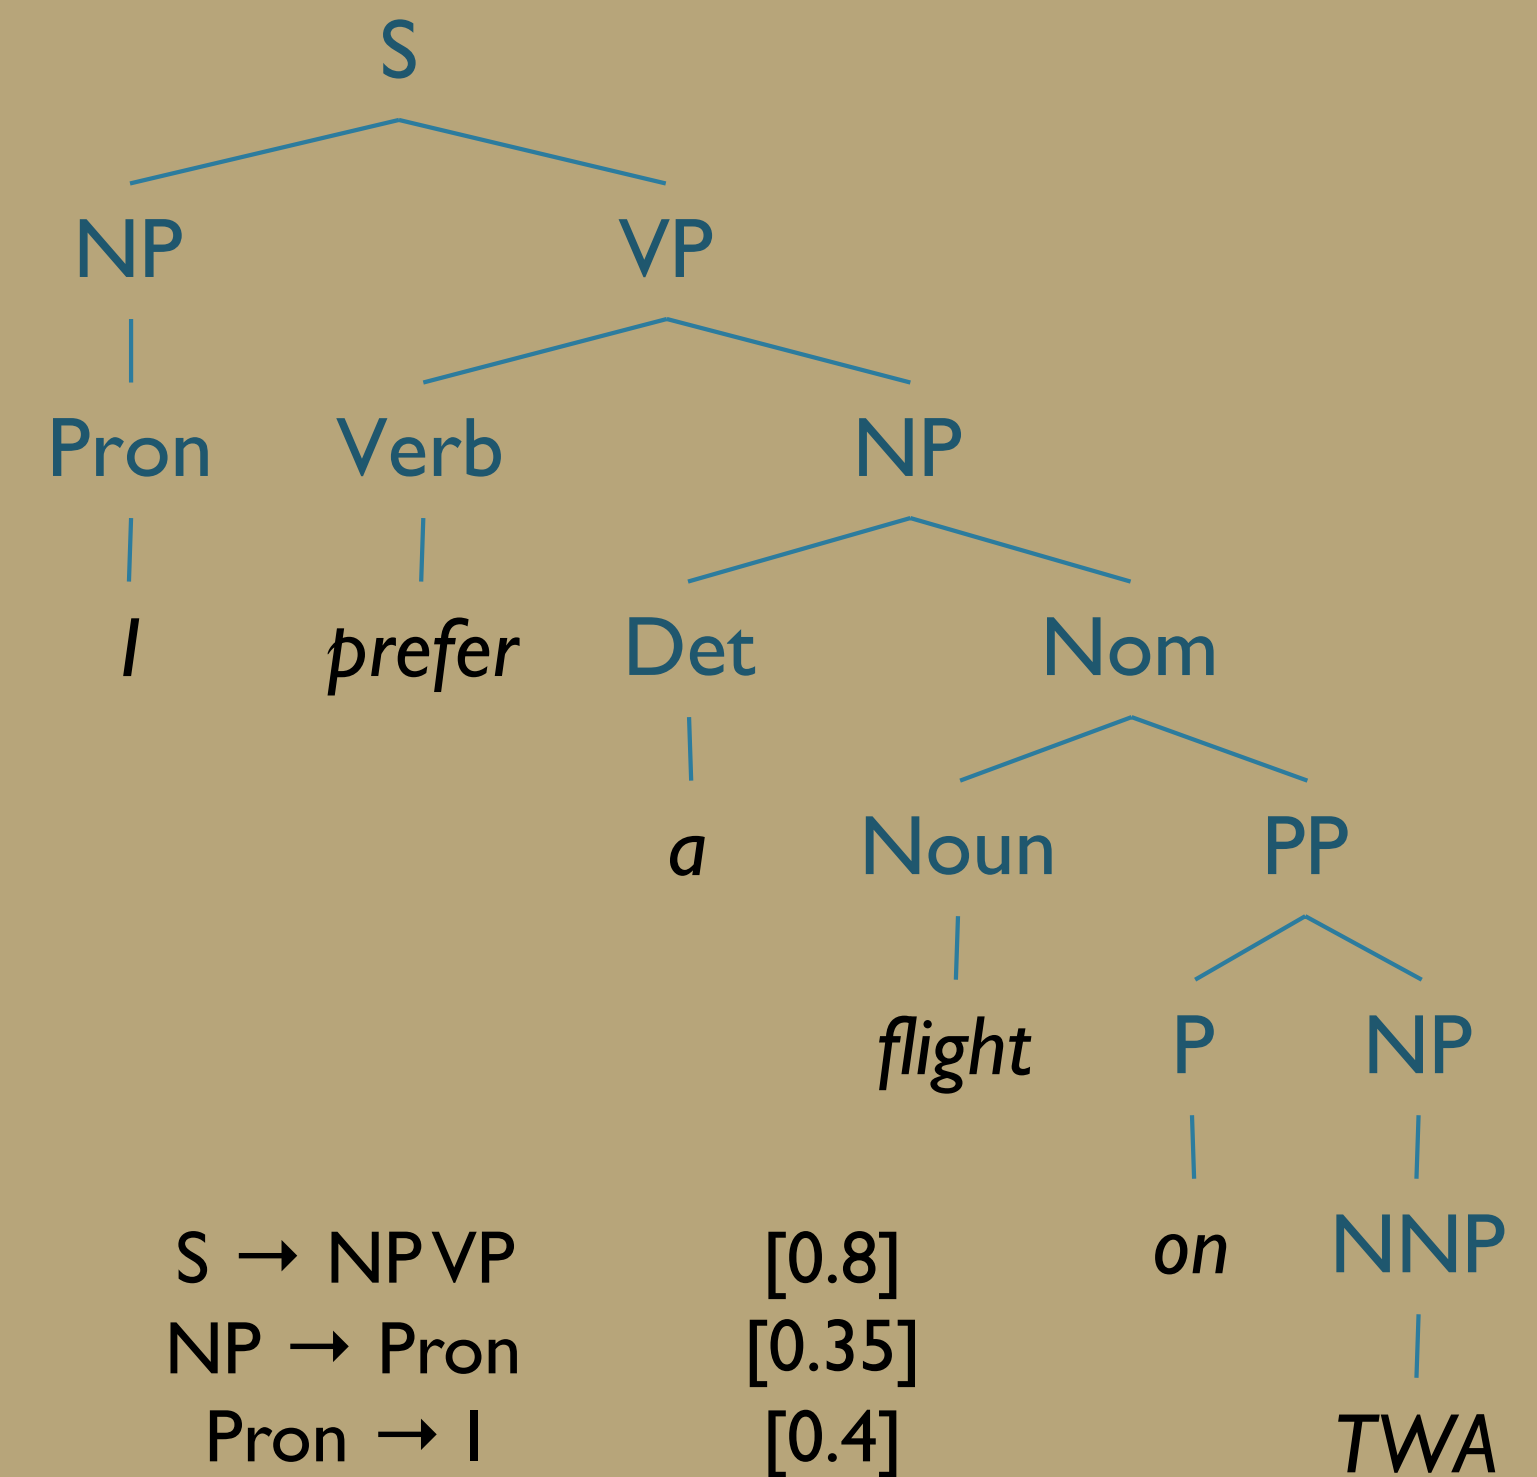 S
NP VP
Pron Verb NP
I prefer Det Nom
a Noun PP
flight P NP
on NNP
TWA
S → NP VP [0.8]
NP → Pron [0.35]
Pron → I [0.4]